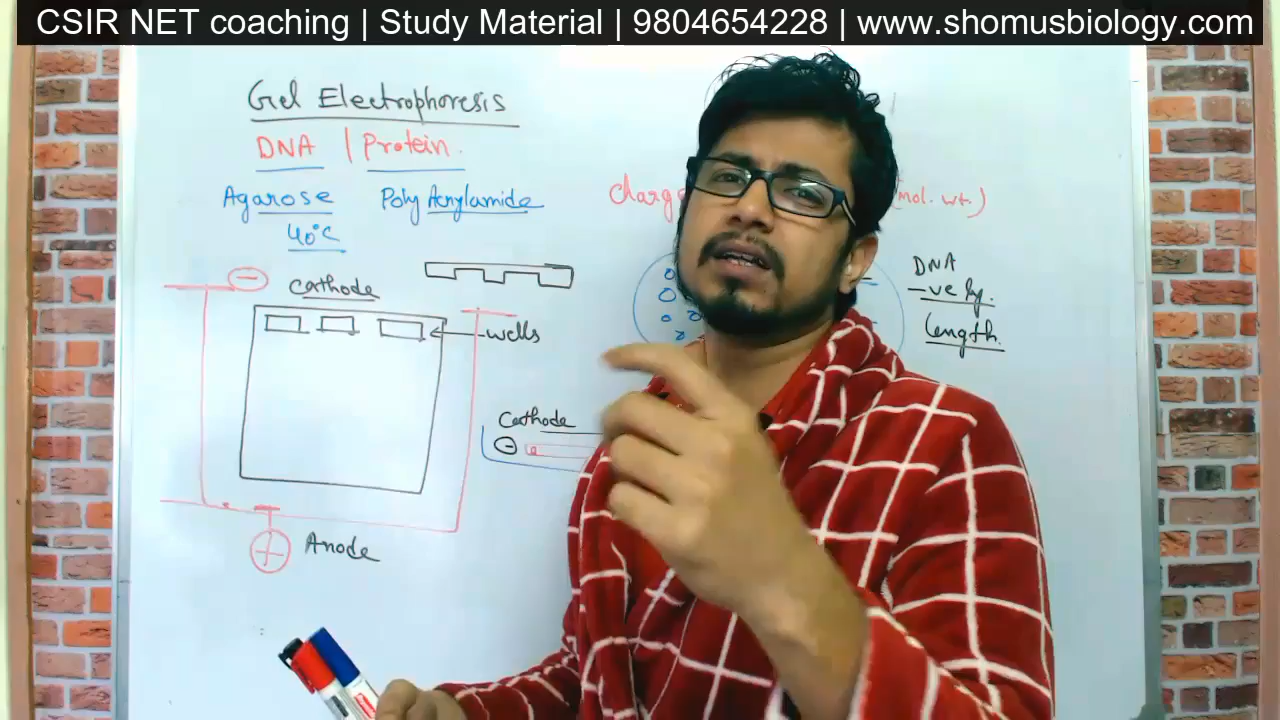 CSIR NET coaching | Study Material | 9804654228 | www.shomusbiology.com
Gel Electrophoresis
DNA | Protein.
Agarose Poly Acrylamide
40°C
Charge (mol. wt.)
DNA
-ve
length.
cathode
wells
Cathode
Anode